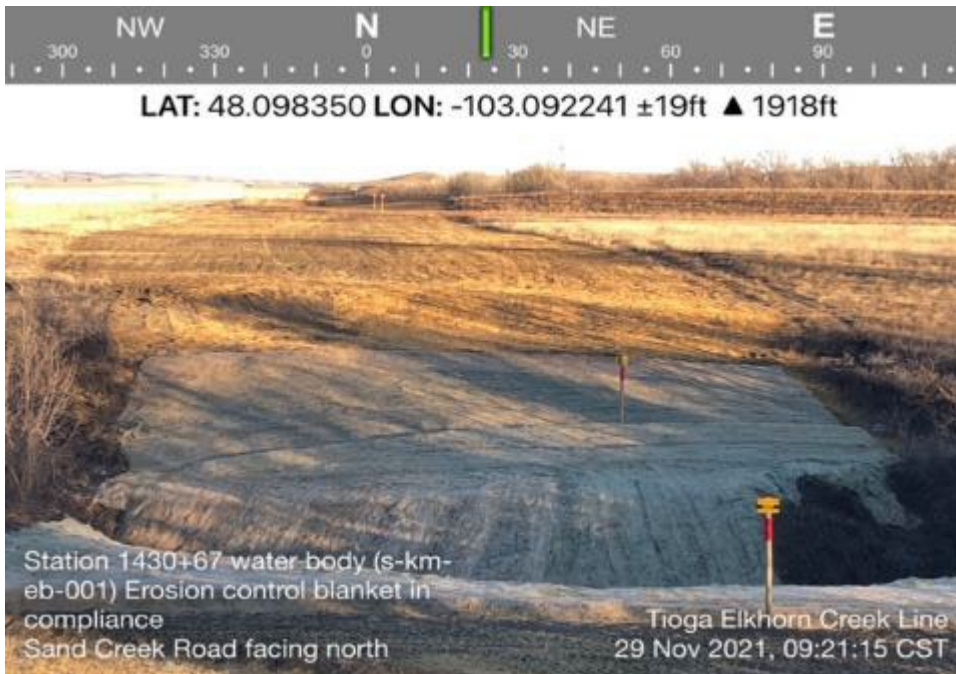 NW N NE E
300 330 0 30 60 90
LAT: 48.098350 LON: -103.092241 ±19ft ▲ 1918ft
Station 1430+67 water body (s-km-
eb-001) Erosion control blanket in
compliance
Sand Creek Road facing north
Tioga Elkhorn Creek Line
29 Nov 2021, 09:21:15 CST